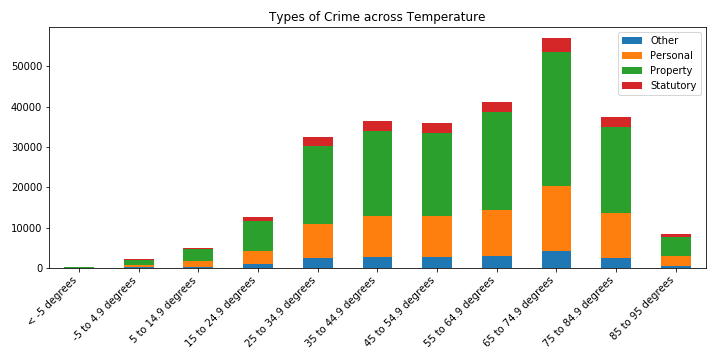 Types of Crime across Temperature
Other
Personal
Property
Statutory
50000
40000
30000
20000
10000
0
< -5 degrees
-5 to 4.9 degrees
5 to 14.9 degrees
15 to 24.9 degrees
25 to 34.9 degrees
35 to 44.9 degrees
45 to 54.9 degrees
55 to 64.9 degrees
65 to 74.9 degrees
75 to 84.9 degrees
85 to 95 degrees